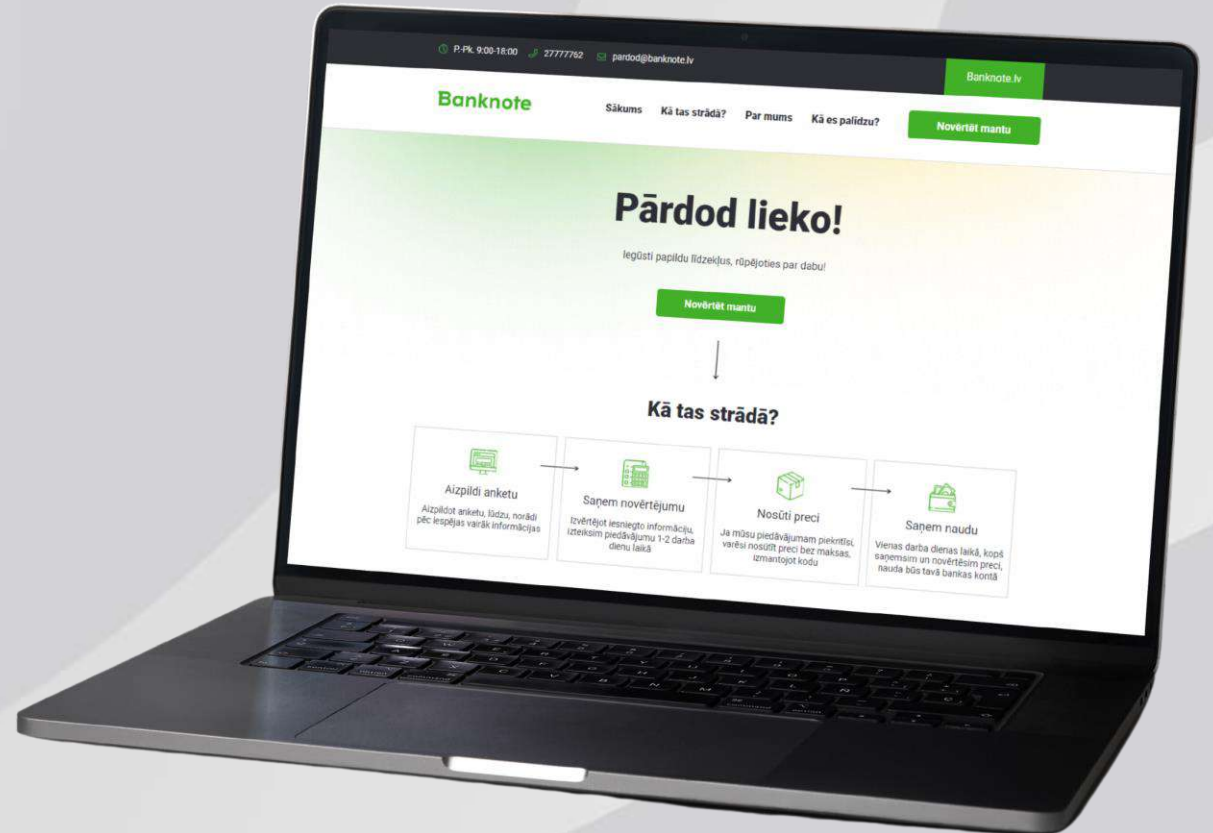 P.-Pk. 9:00-18:00 27777762 pardod@banknote.lv Banknote.lv
Banknote Sākums Kā tas strādā? Par mums Kā es palīdzu? Novērtēt mantu
Pārdod lieko!
Iegūsti papildu līdzekļus, rūpējoties par dabu!
Novērtēt mantu
Kā tas strādā?
Aizpildi anketu
Aizpildot anketu, lūdzu, norādi
pēc iespējas vairāk informācijas
Saņem novērtējumu
Izvērtējot iesniegto informāciju,
izteiksim piedāvājumu 1-2 darba
dienu laikā
Nosūti preci
Ja mūsu piedāvājumam piekritīsi,
varēsi nosūtīt preci bez maksas,
izmantojot kodu
Saņem naudu
Vienas darba dienas laikā, kopš
saņemsim un novērtēsim preci,
nauda būs tavā bankas kontā